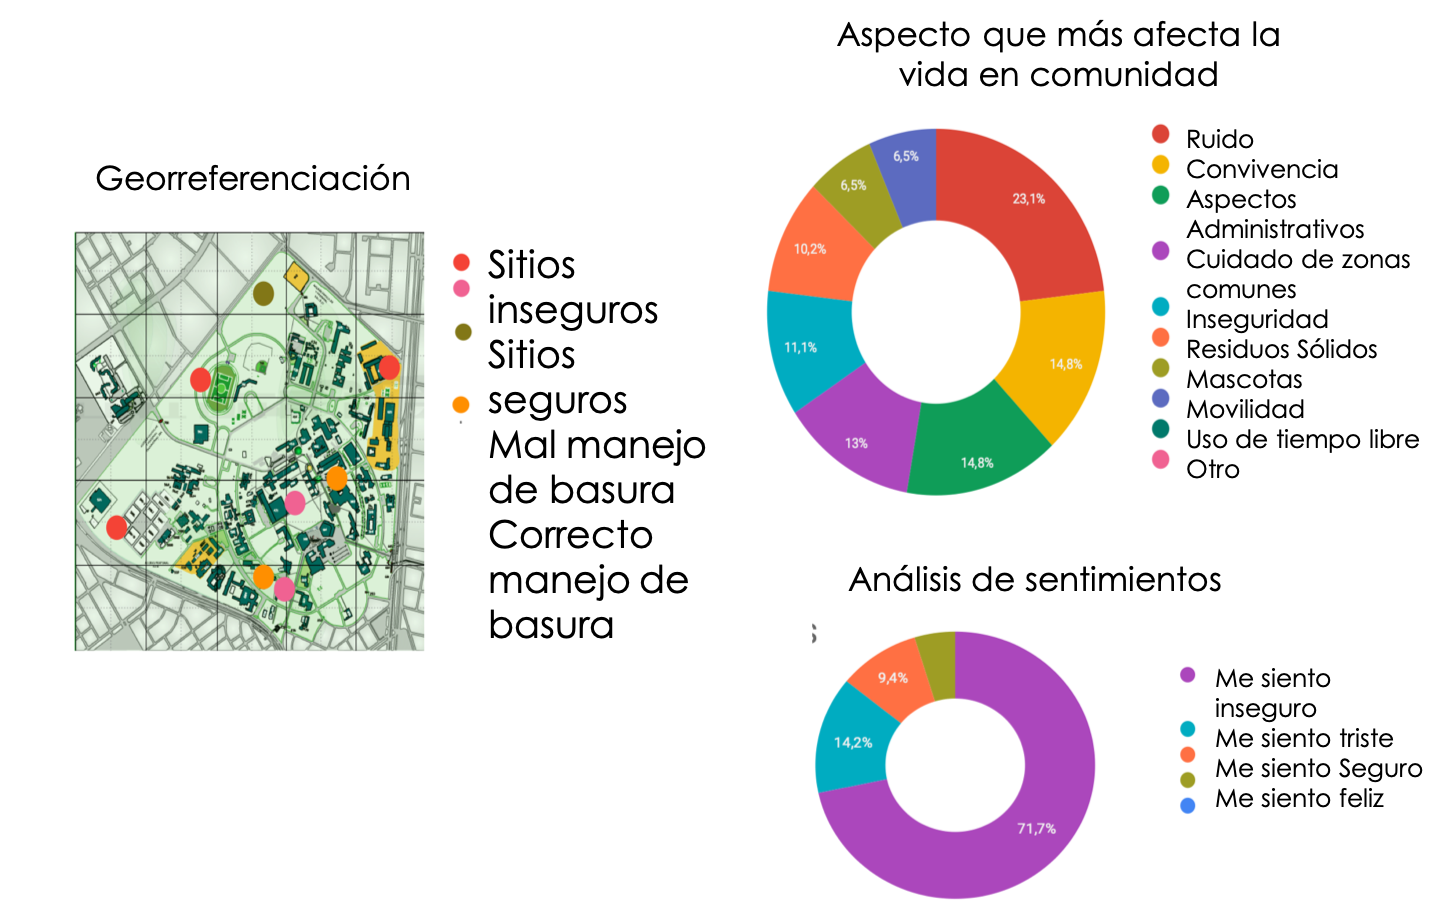 Georreferenciación
Sitios
inseguros
Sitios
seguros
Mal manejo
de basura
Correcto
manejo de
basura
Aspecto que más afecta la
vida en comunidad
6,5%
6,5%
23,1%
10,2%
11,1%
14,8%
13%
14,8%
Ruido
Convivencia
Aspectos
Administrativos
Cuidado de zonas
comunes
Inseguridad
Residuos Sólidos
Mascotas
Movilidad
Uso de tiempo libre
Otro
Análisis de sentimientos
s
9,4%
14,2%
71,7%
Me siento
inseguro
Me siento triste
Me siento Seguro
Me siento feliz